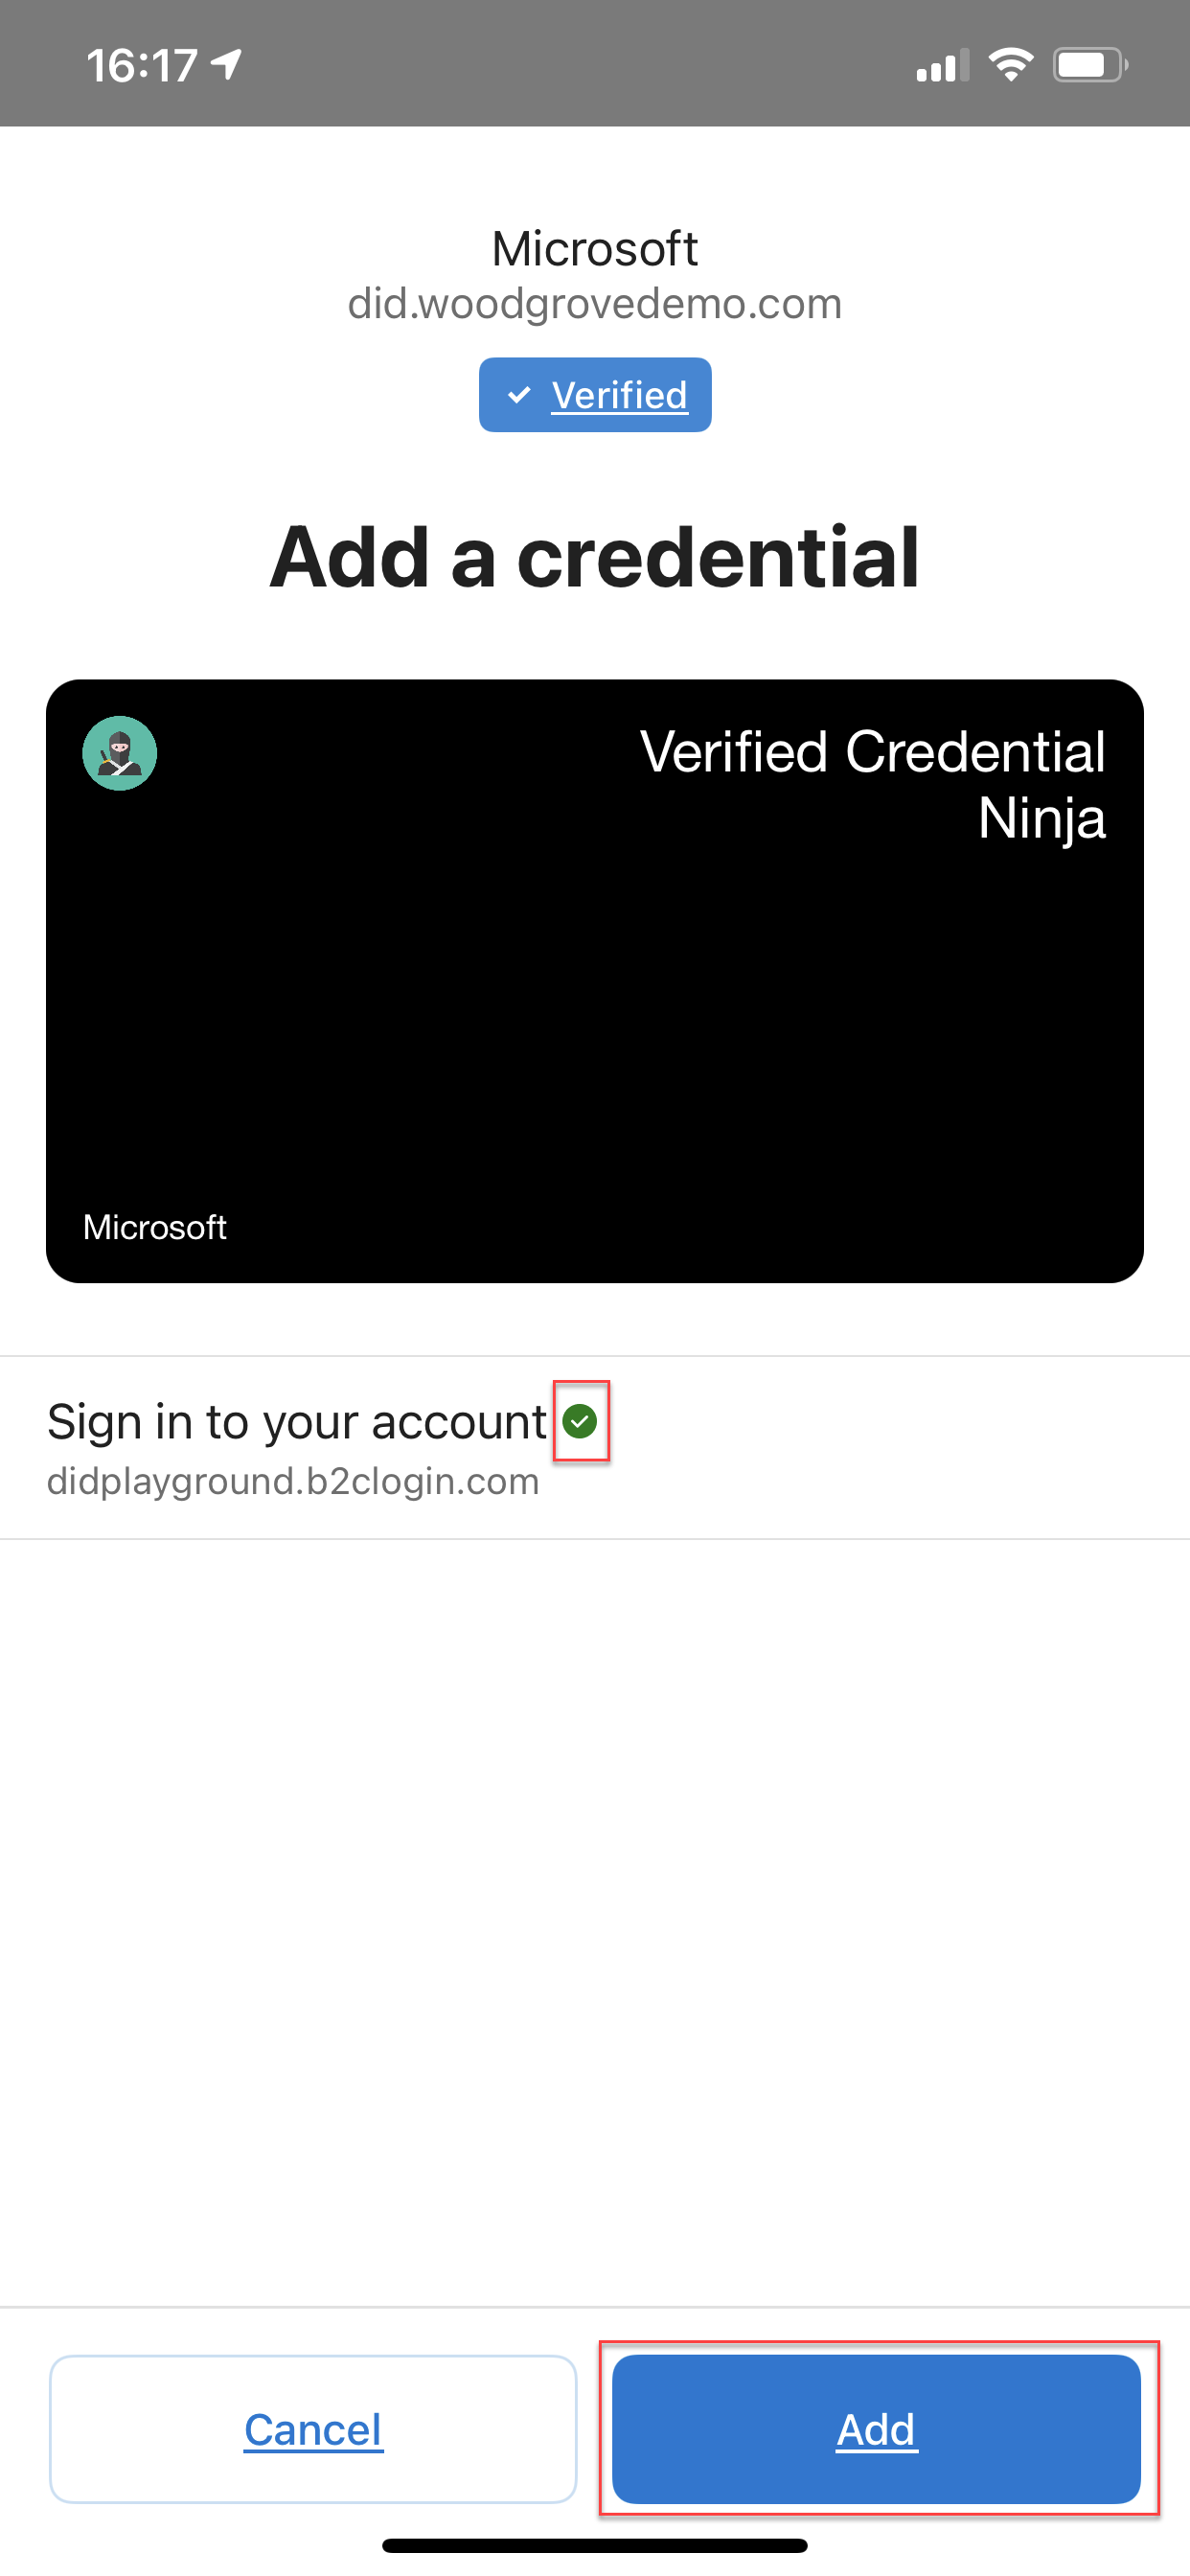 16:17
Microsoft
did.woodgrovedemo.com
Verified
Add a credential
Verified Credential
Ninja
Microsoft
Sign in to your account
didplayground.b2clogin.com
Cancel
Add